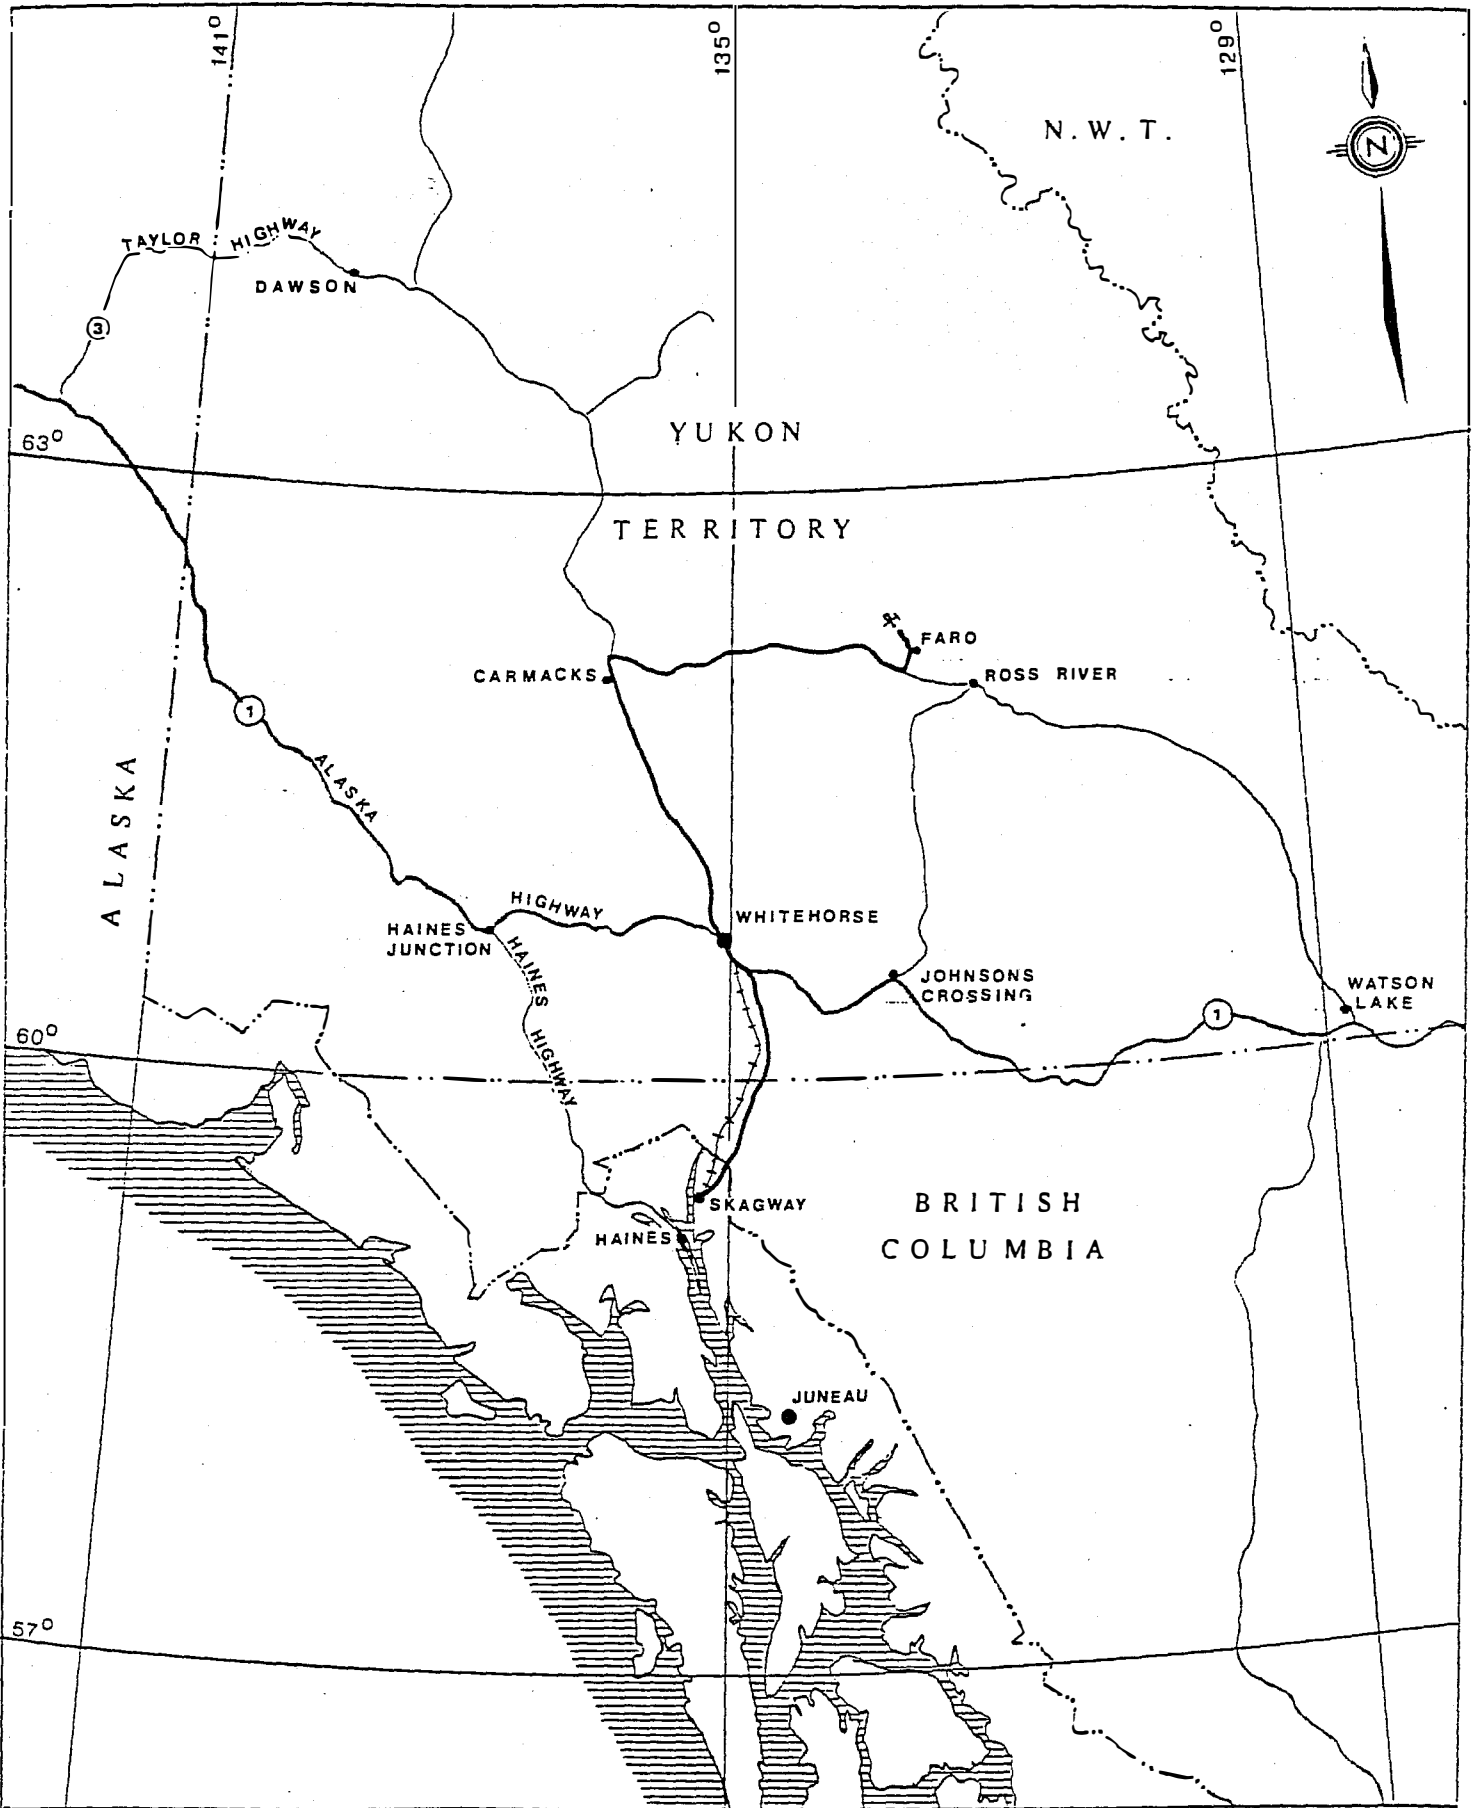 141°
135°
129°
N.W.T.
N
TAYLOR HIGHWAY
DAWSON
3
63°
YUKON
TERRITORY
FARO
CARMACKS
ROSS RIVER
1
ALASKA
ALASKA
HIGHWAY
WHITEHORSE
HAINES
JUNCTION
HAINES HIGHWAY
JOHNSONS
CROSSING
WATSON
LAKE
1
60°
SKAGWAY
BRITISH
COLUMBIA
HAINES
JUNEAU
57°